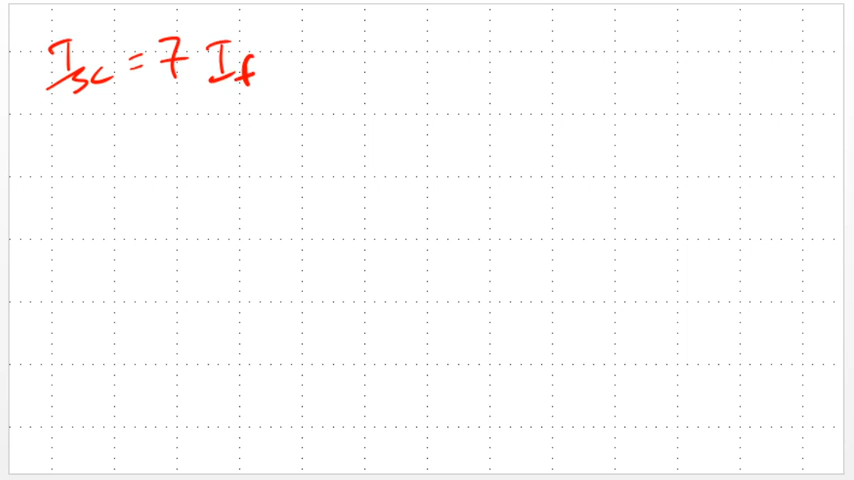 Isc = 7 If